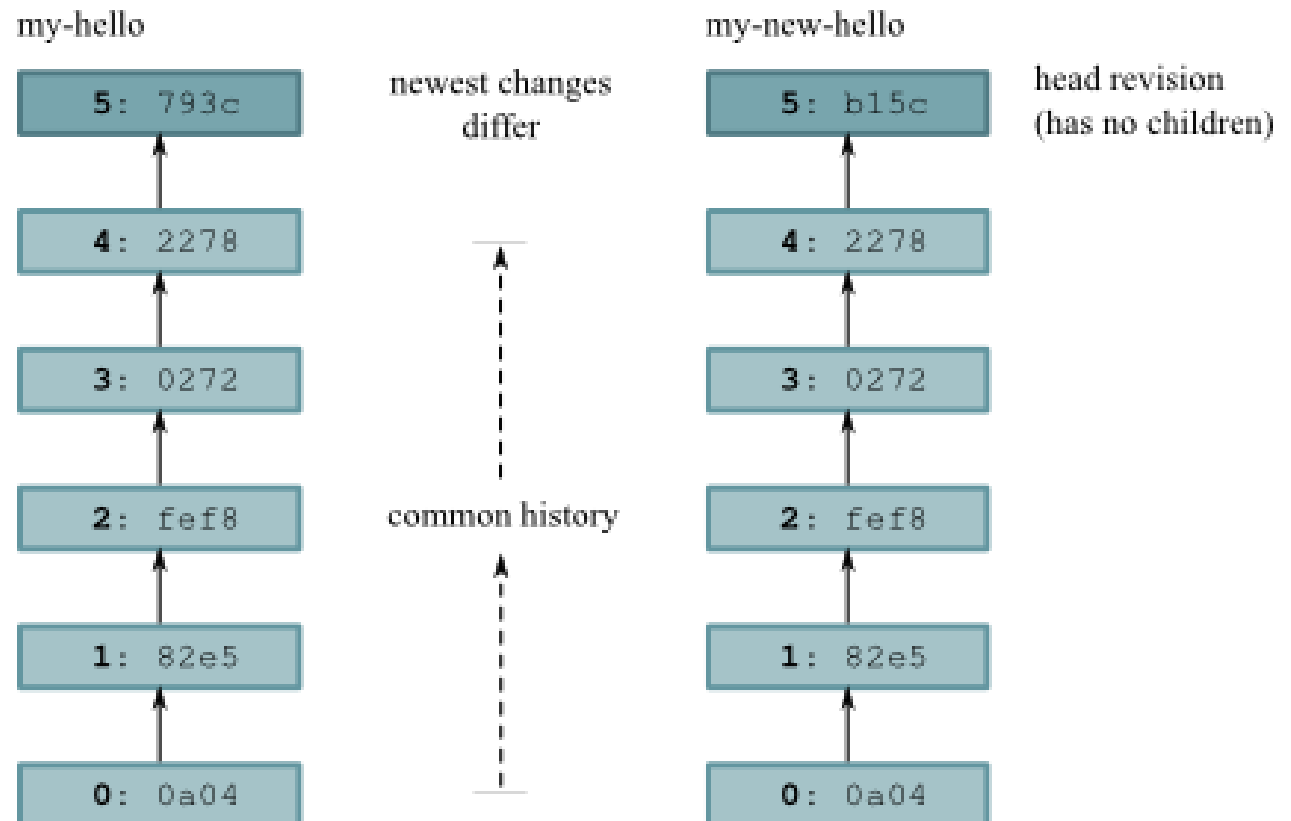 my-hello
my-new-hello
5: 793c
newest changes
differ
5: b15c
head revision
(has no children)
4: 2278
4: 2278
3: 0272
3: 0272
2: fef8
common history
2: fef8
1: 82e5
1: 82e5
0: 0a04
0: 0a04